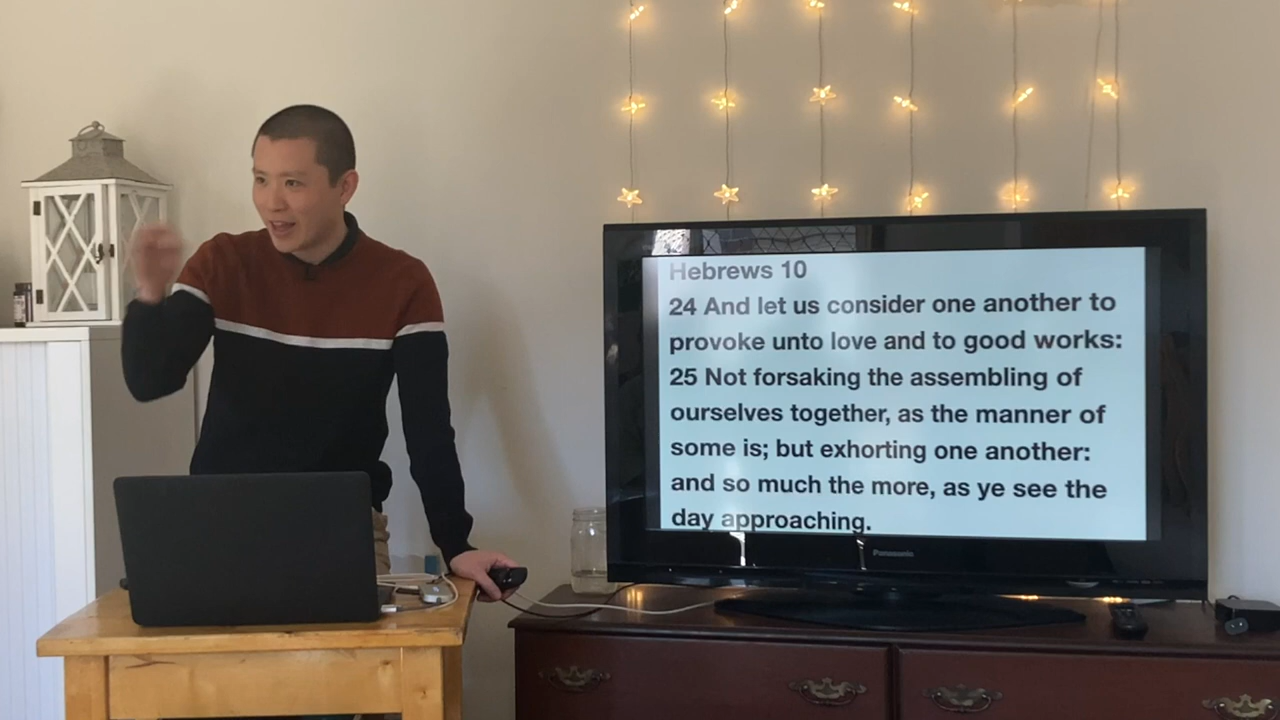 Hebrews 10
24 And let us consider one another to
provoke unto love and to good works:
25 Not forsaking the assembling of
ourselves together, as the manner of
some is; but exhorting one another:
and so much the more, as ye see the
day approaching.
Panasonic